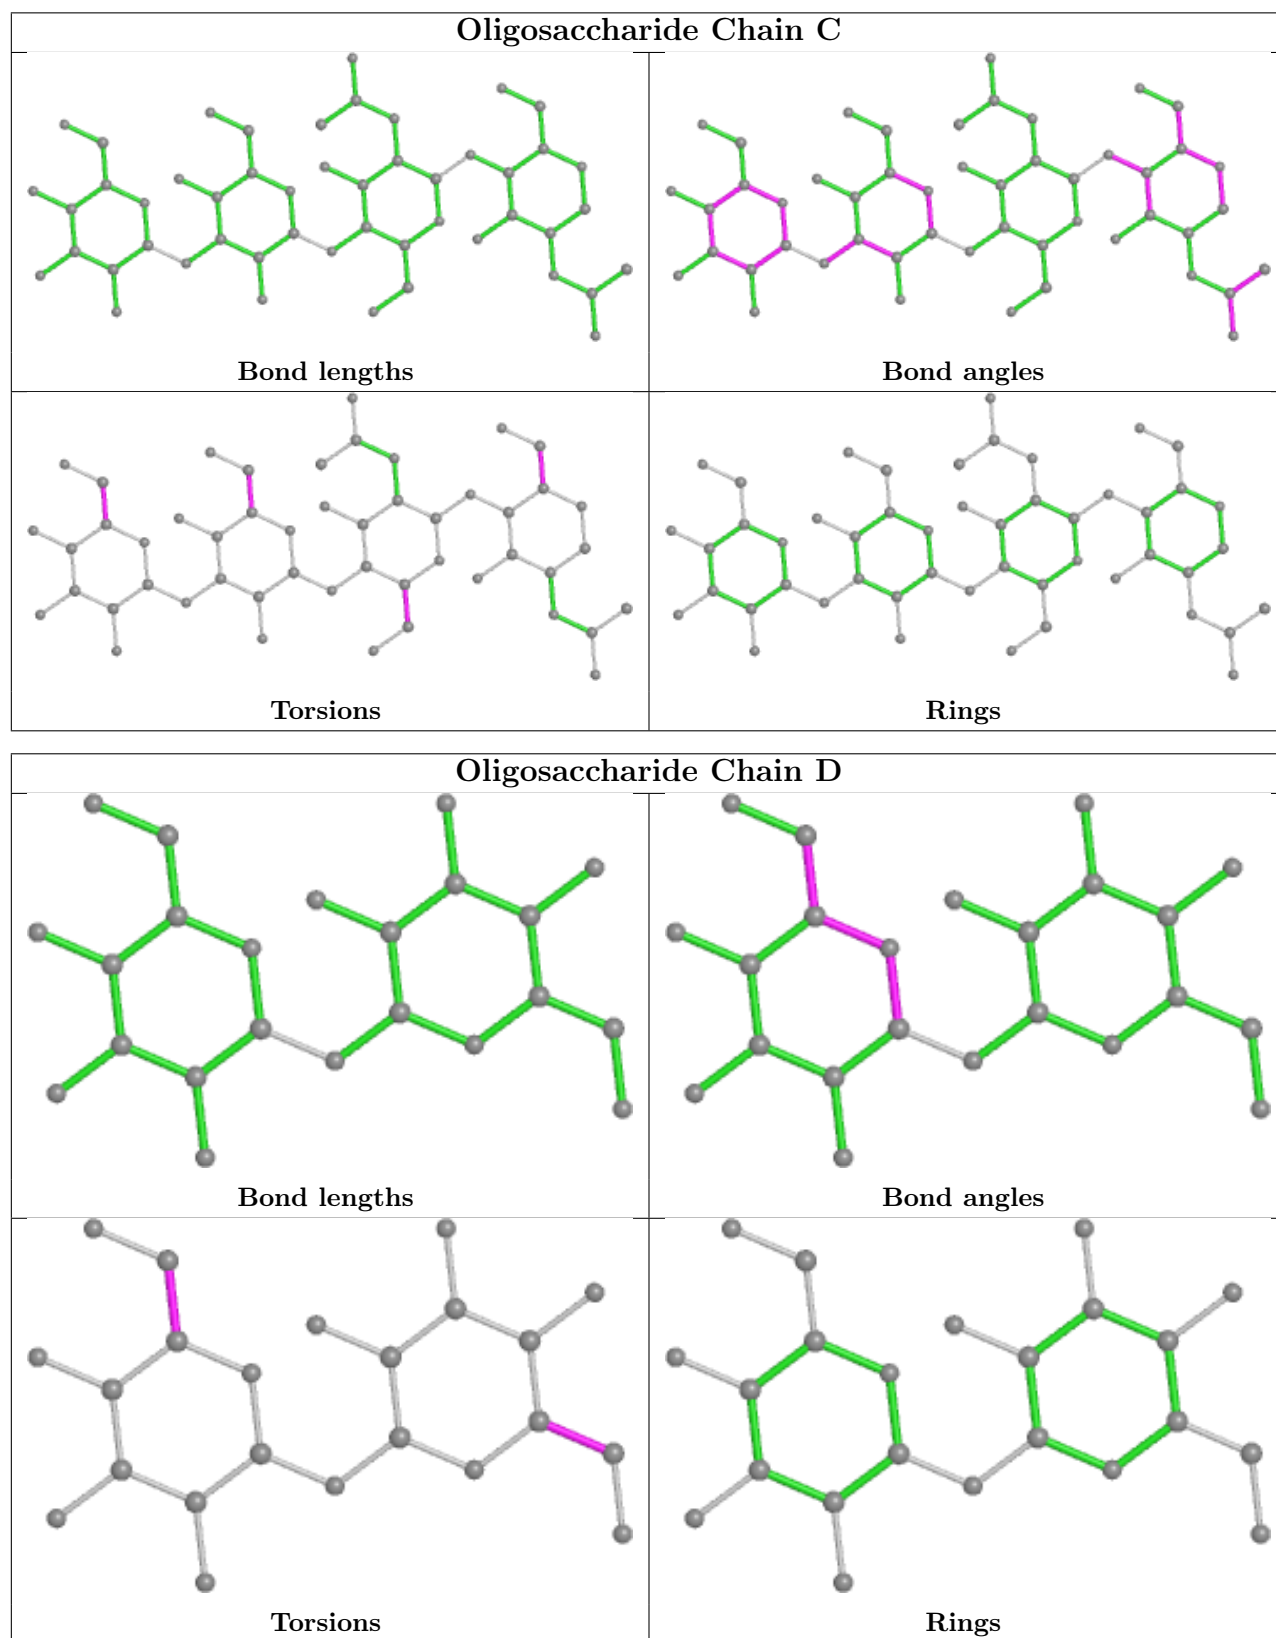 Oligosaccharide Chain C
Bond lengths
Bond angles
Torsions
Rings
Oligosaccharide Chain D
Bond lengths
Bond angles
Torsions
Rings